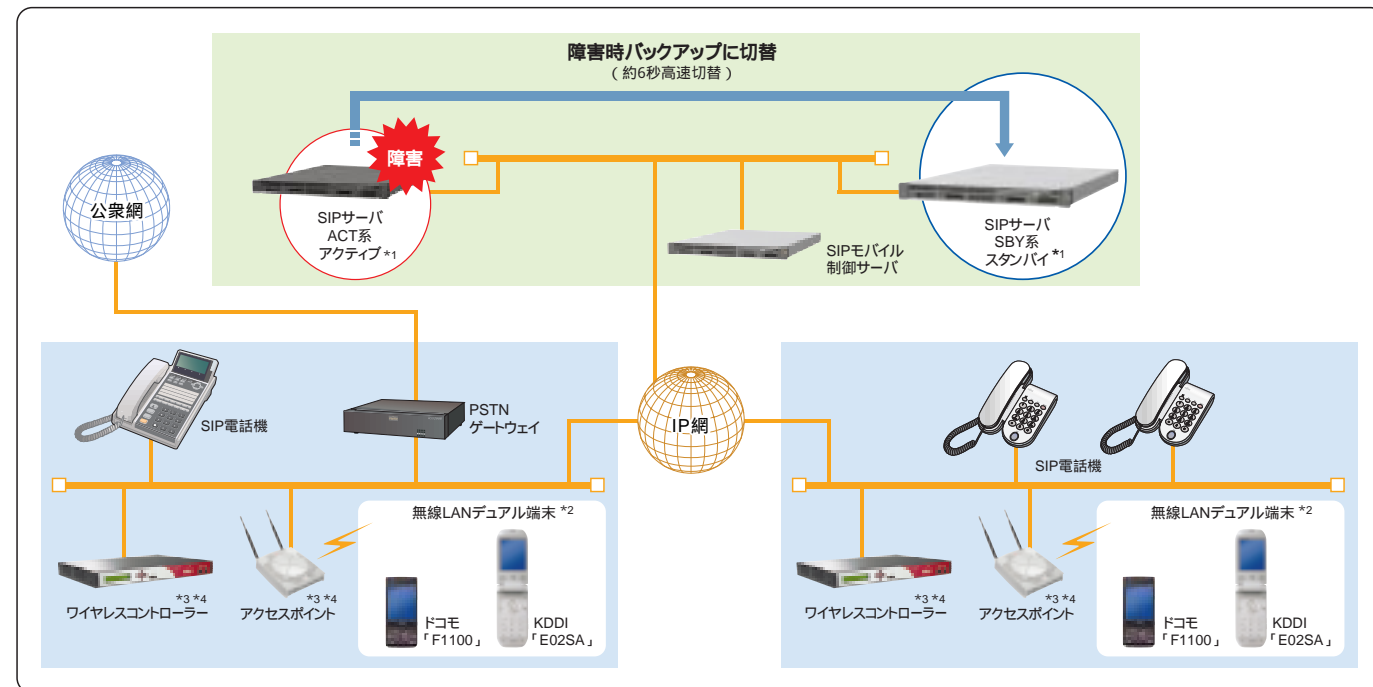 障害時バックアップに切替
（約6秒高速切替）
障害
SIPサーバ
ACT系
アクティブ *1
SIPモバイル
制御サーバ
SIPサーバ
SBY系
スタンバイ *1
公衆網
SIP電話機
PSTN
ゲートウェイ
IP網
SIP電話機
無線LANデュアル端末 *2
*3 *4
ワイヤレスコントローラー
*3 *4
アクセスポイント
ドコモ
「F1100」
KDDI
「E02SA」
無線LANデュアル端末 *2
*3 *4
ワイヤレスコントローラー
*3 *4
アクセスポイント
ドコモ
「F1100」
KDDI
「E02SA」